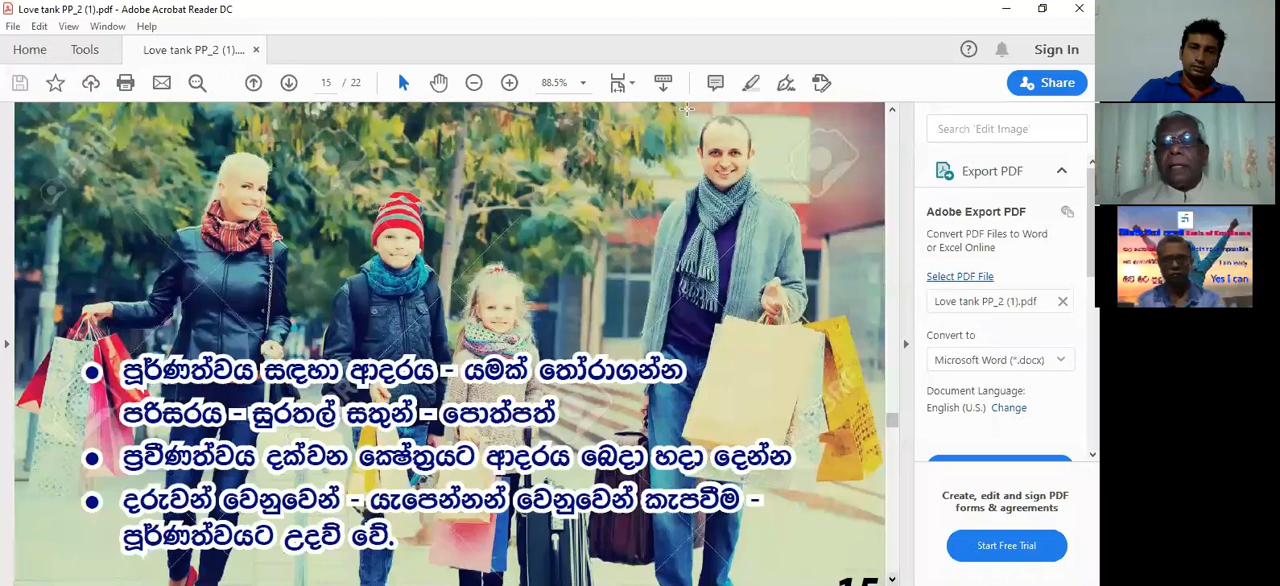 Love tank PP_2 (1).pdf - Adobe Acrobat Reader DC
File Edit View Window Help
Home Tools Love tank PP_2 (1).... × Sign In
15 / 22 88.5% Share
Search 'Edit Image'
Export PDF
Adobe Export PDF
Convert PDF Files to Word
or Excel Online
Select PDF File
Love tank PP_2 (1).pdf
Convert to
Microsoft Word (*.docx)
Document Language:
English (U.S.) Change
Create, edit and sign PDF
forms & agreements
Start Free Trial
• පූර්ණත්වය සඳහා ආදරය - යමක් තෝරාගන්න
පරිසරය - සුරතල් සතුන් - පොත්පත්
• ප්‍රවීණත්වය දක්වන ක්ෂේත්‍රයට ආදරය බෙදා හදා දෙන්න
• දරුවන් වෙනුවෙන් - යැපෙන්නන් වෙනුවෙන් කැපවීම -
පූර්ණත්වයට උදව් වේ.
15
Yes I can